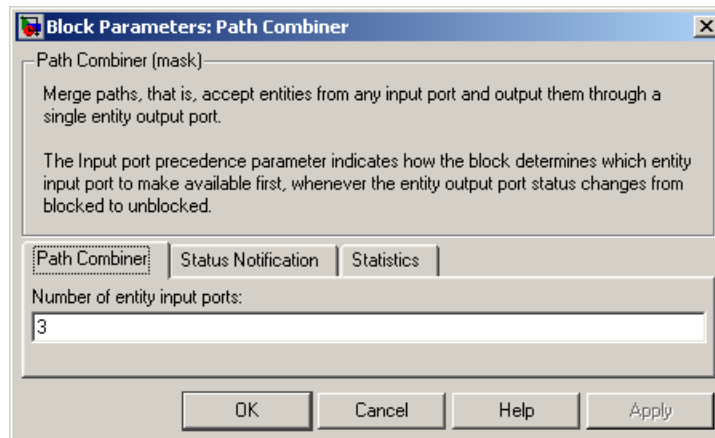 Block Parameters: Path Combiner
Path Combiner (mask)
Merge paths, that is, accept entities from any input port and output them through a
single entity output port.
The Input port precedence parameter indicates how the block determines which entity
input port to make available first, whenever the entity output port status changes from
blocked to unblocked.
Path Combiner Status Notification Statistics
Number of entity input ports:
3
OK Cancel Help Apply